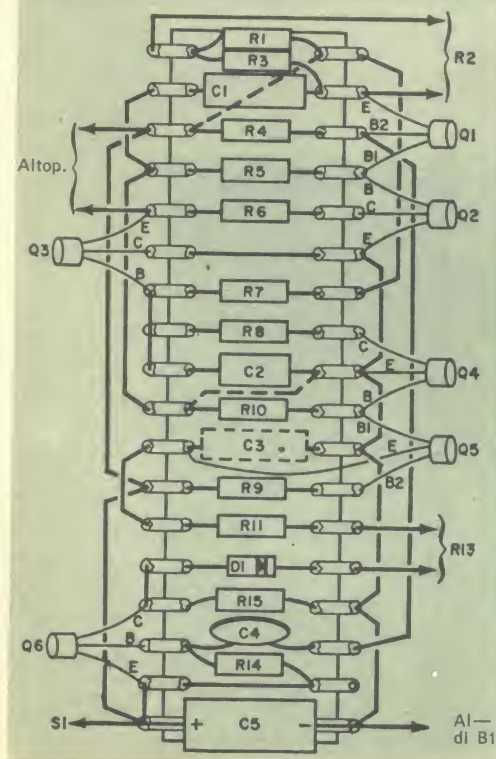 R1
R3
R2
C1
E
B2
Q1
R4
B1
Altop.
R5
B
R6
C
Q2
E
E
Q3
C
B
R7
R8
C
C2
E
Q4
B
R10
B1
C3
E
Q5
R9
B2
R11
R13
D1
C
R15
Q6
B
C4
R14
E
S1
+ C5 −
Al —
di B1